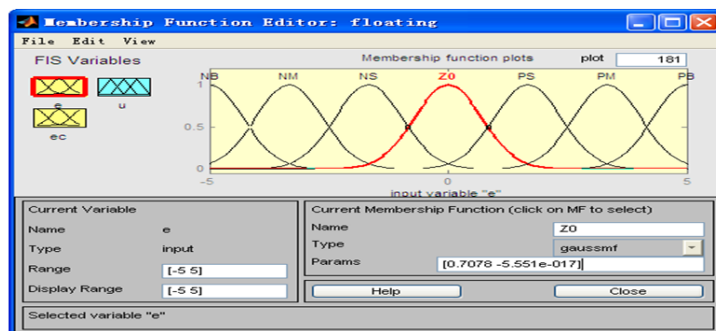 Membership Function Editor: floating
File Edit View
FIS Variables
e
u
ec
Membership function plots
plot
181
NB NM NS Z0 PS PM PB
1
0.5
0
-5 0 5
input variable "e"
Current Variable
Name e
Type input
Range [-5 5]
Display Range [-5 5]
Current Membership Function (click on MF to select)
Name Z0
Type gaussmf
Params [0.7078 -5.551e-017]
Help Close
Selected variable "e"